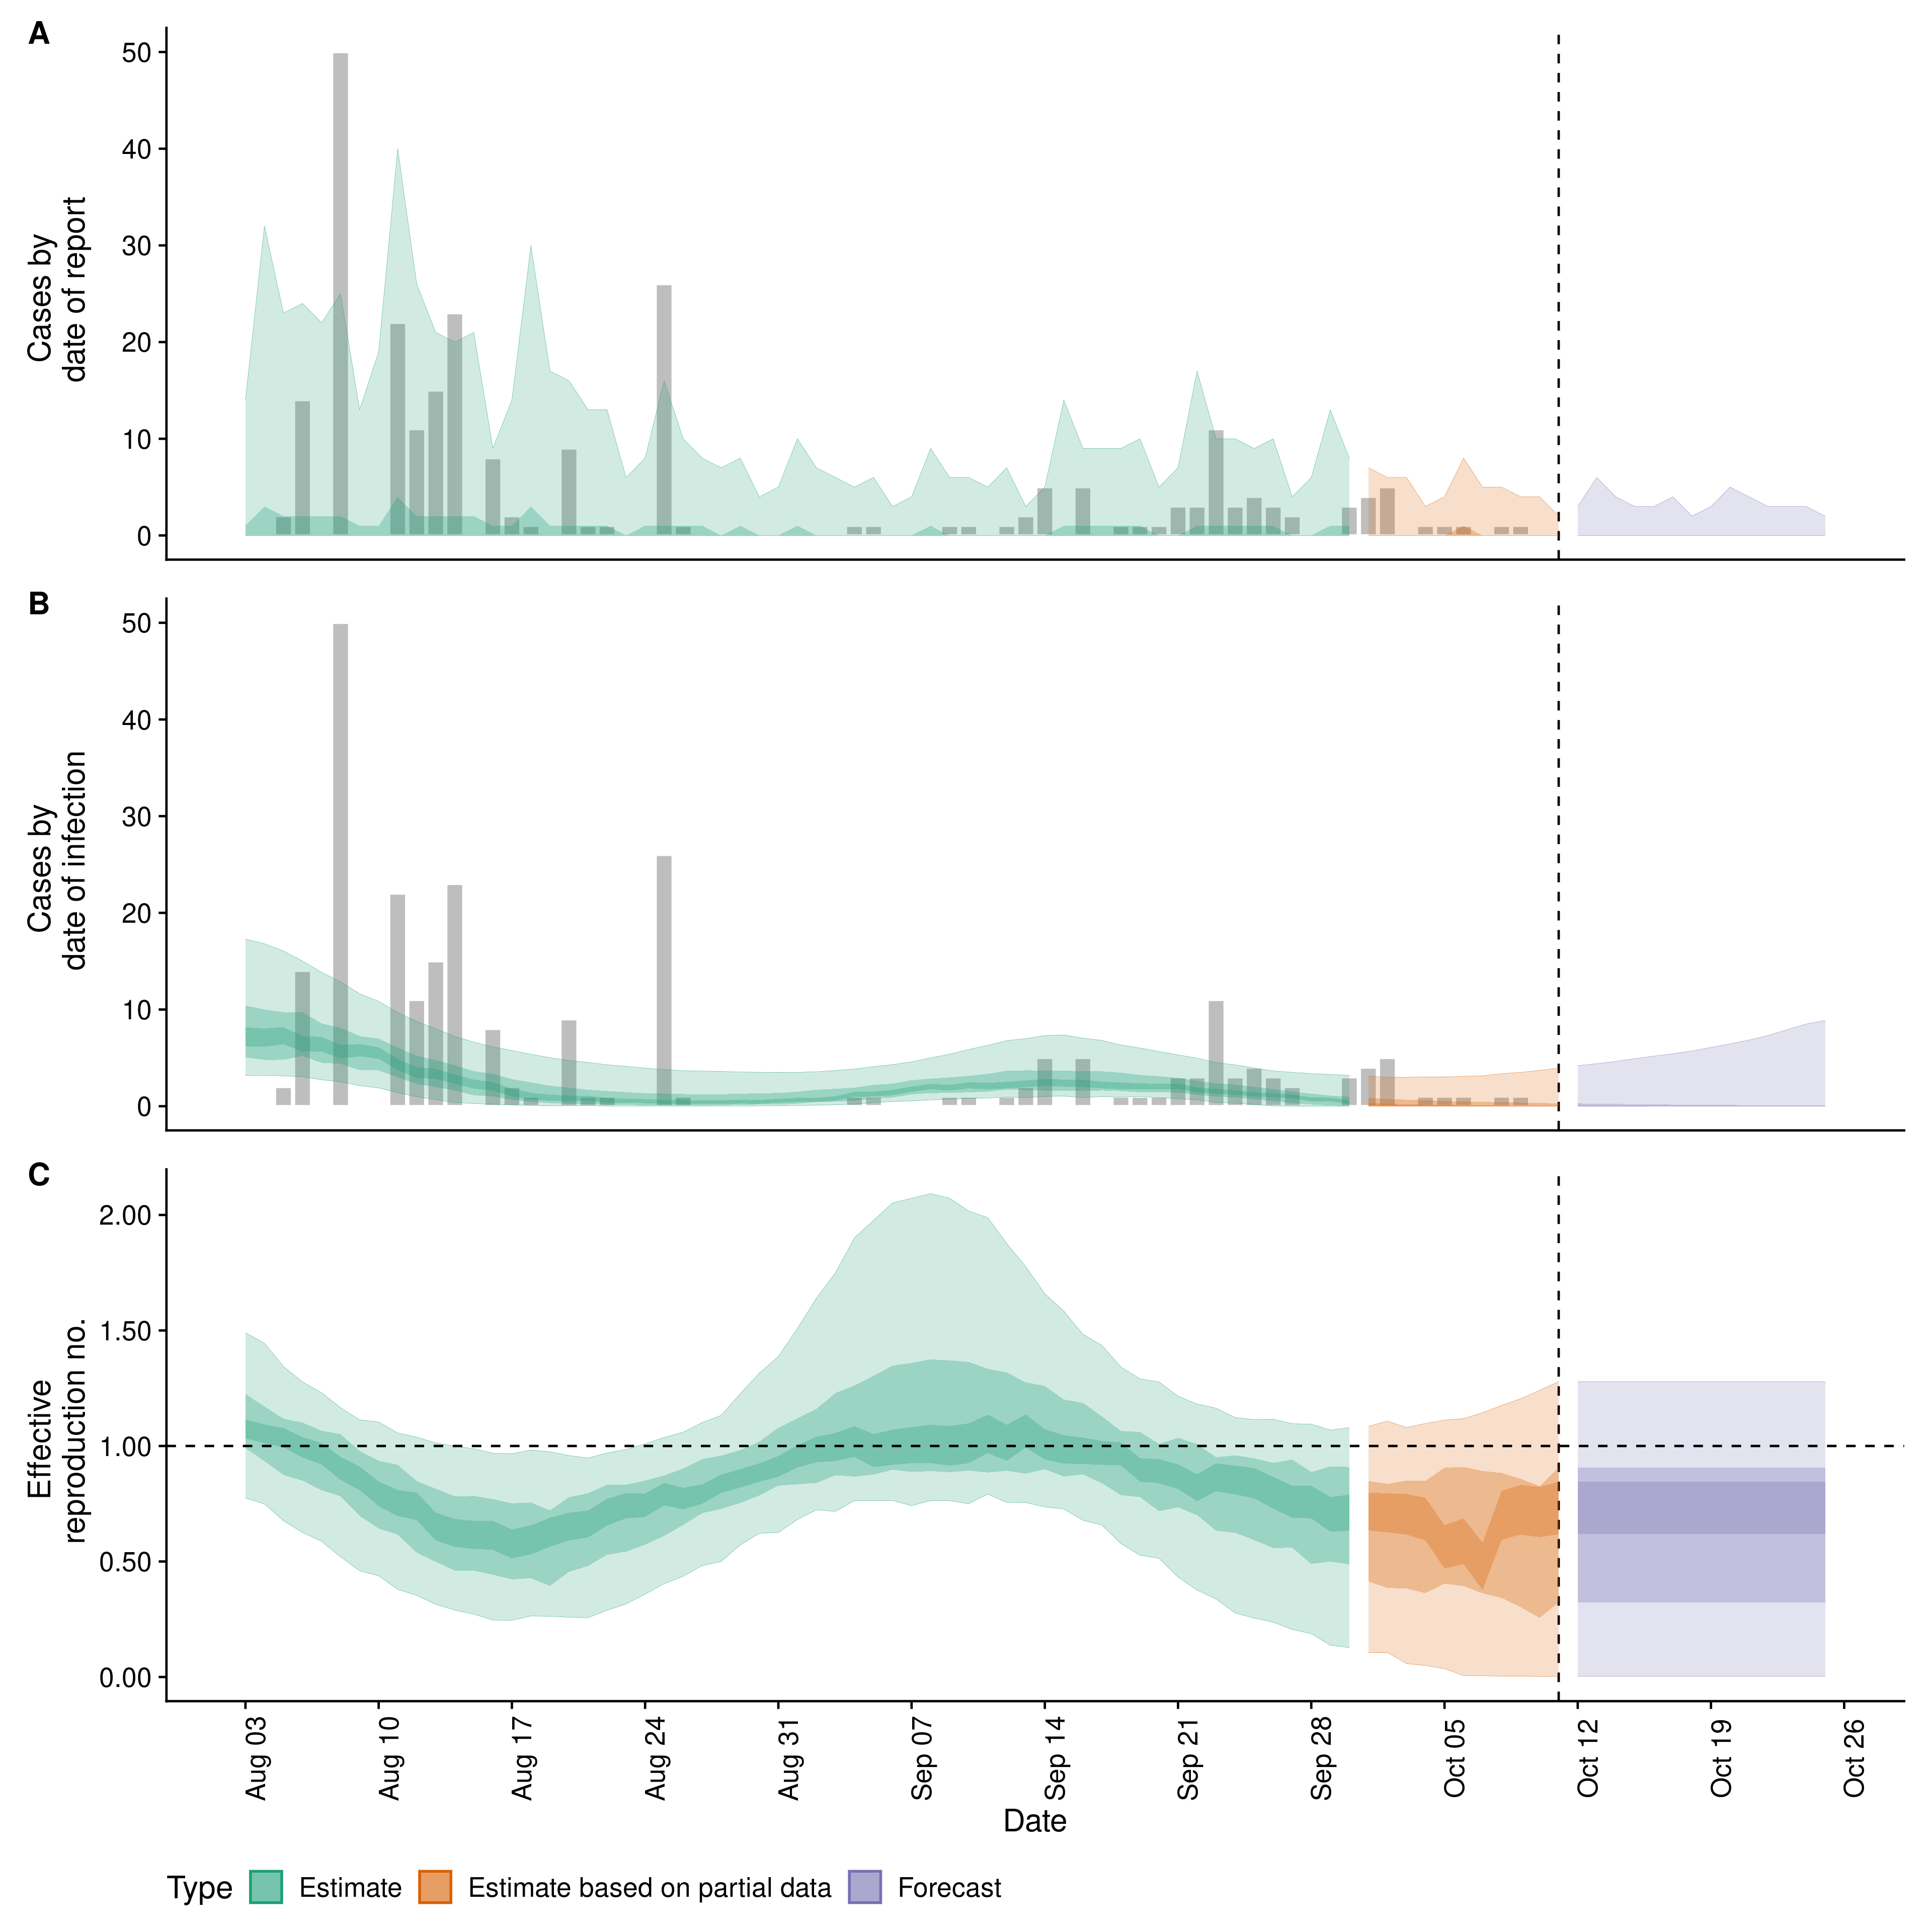 A
50
40
30
20
10
0
Cases by
date of report
B
50
40
30
20
10
0
Cases by
date of infection
C
2.00
1.50
1.00
0.50
0.00
Effective
reproduction no.
Aug 03
Aug 10
Aug 17
Aug 24
Aug 31
Sep 07
Sep 14
Sep 21
Sep 28
Oct 05
Oct 12
Oct 19
Oct 26
Date
Type Estimate Estimate based on partial data Forecast